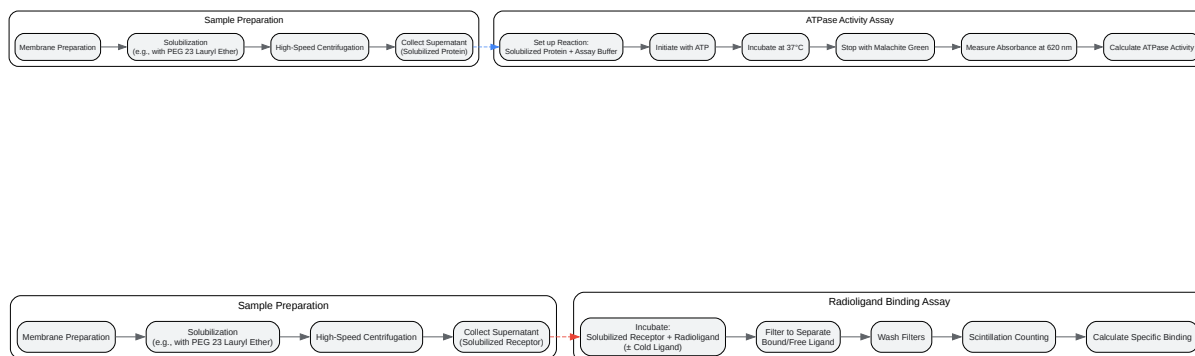 Sample Preparation
Membrane Preparation
Solubilization
(e.g., with PEG 23 Lauryl Ether)
High-Speed Centrifugation
Collect Supernatant
(Solubilized Protein)
ATPase Activity Assay
Set up Reaction:
Solubilized Protein + Assay Buffer
Initiate with ATP
Incubate at 37°C
Stop with Malachite Green
Measure Absorbance at 620 nm
Calculate ATPase Activity
Sample Preparation
Membrane Preparation
Solubilization
(e.g., with PEG 23 Lauryl Ether)
High-Speed Centrifugation
Collect Supernatant
(Solubilized Receptor)
Radioligand Binding Assay
Incubate:
Solubilized Receptor + Radioligand
(± Cold Ligand)
Filter to Separate
Bound/Free Ligand
Wash Filters
Scintillation Counting
Calculate Specific Binding